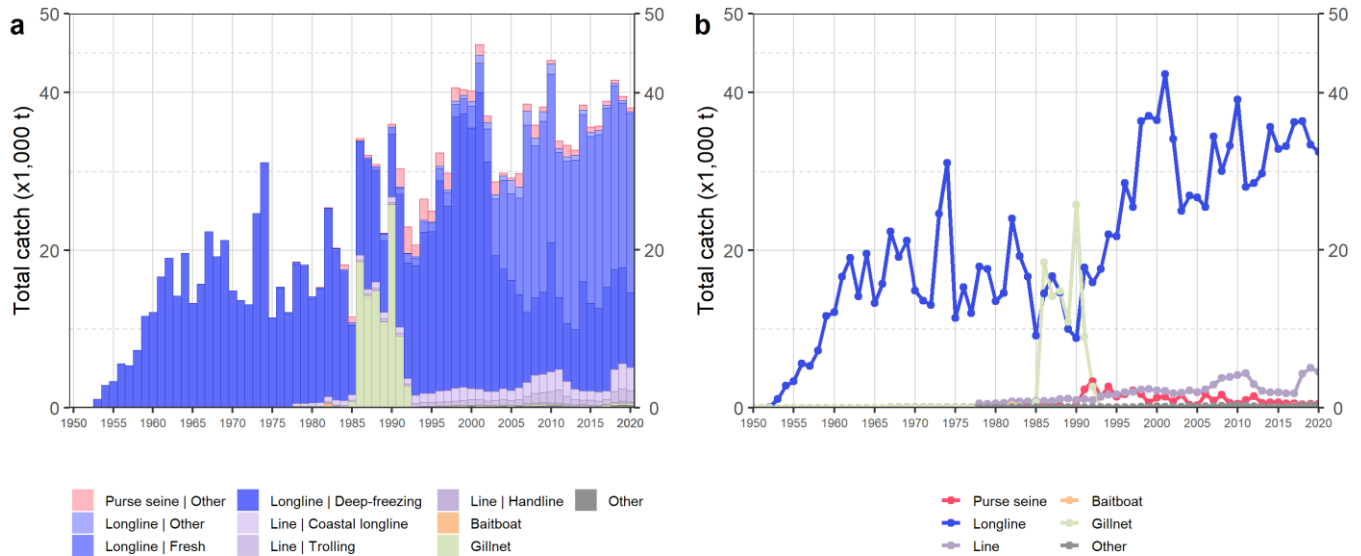 a
b
50
40
20
0
50
40
20
0
50
40
20
0
50
40
20
0
Total catch (x1,000 t)
Total catch (x1,000 t)
1950 1955 1960 1965 1970 1975 1980 1985 1990 1995 2000 2005 2010 2015 2020
1950 1955 1960 1965 1970 1975 1980 1985 1990 1995 2000 2005 2010 2015 2020
Purse seine | Other Longline | Deep-freezing Line | Handline Other
Longline | Other Line | Coastal longline Baitboat
Longline | Fresh Line | Trolling Gillnet
Purse seine Baitboat
Longline Gillnet
Line Other